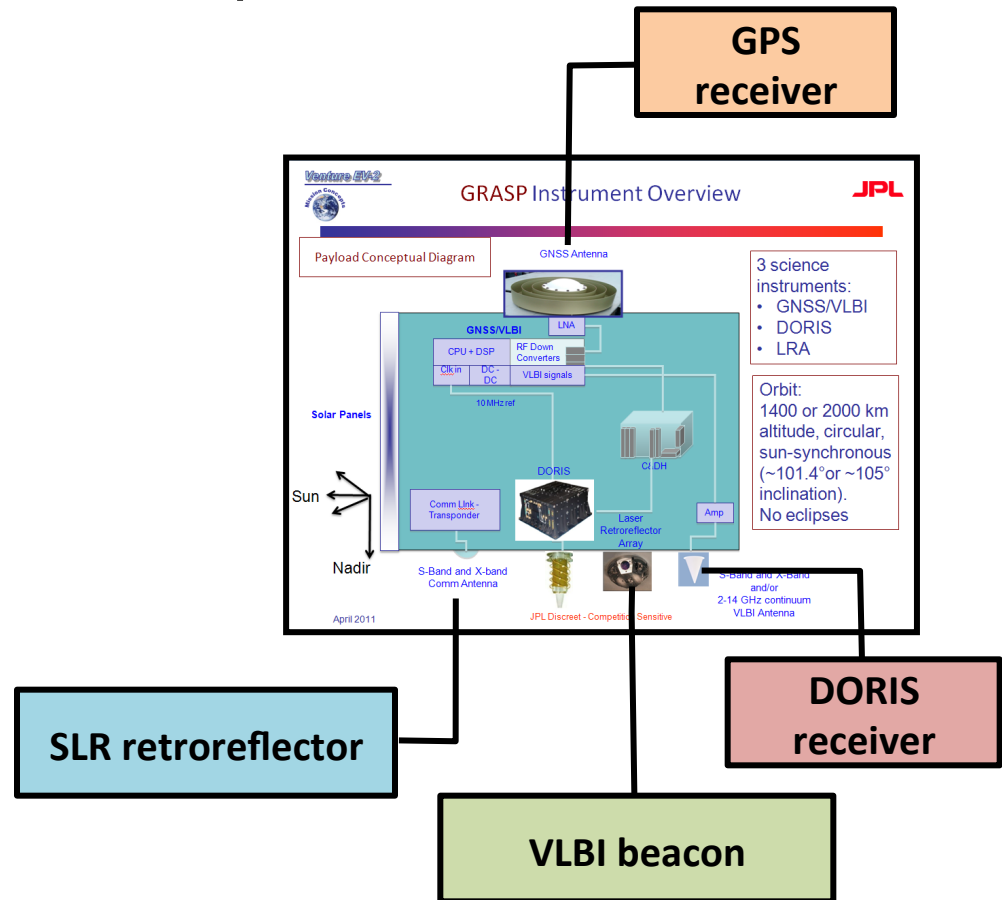 GPS
receiver
Venture EV-2
Mission Concepts
GRASP Instrument Overview
JPL
Payload Conceptual Diagram
GNSS Antenna
3 science
instruments:
• GNSS/VLBI
• DORIS
• LRA
GNSS/VLBI
LNA
CPU + DSP
RF Down
Converters
Clk in
DC -
DC
VLBI signals
10 MHz ref
Solar Panels
Orbit:
1400 or 2000 km
altitude, circular,
sun-synchronous
(~101.4°or ~105°
inclination).
No eclipses
C&DH
DORIS
Sun
Comm LInk -
Transponder
Laser
Retroreflector
Array
Amp
Nadir
S-Band and X-band
Comm Antenna
S-Band and X-Band
and/or
2-14 GHz continuum
VLBI Antenna
April 2011
JPL Discreet - Competition Sensitive
SLR retroreflector
DORIS
receiver
VLBI beacon